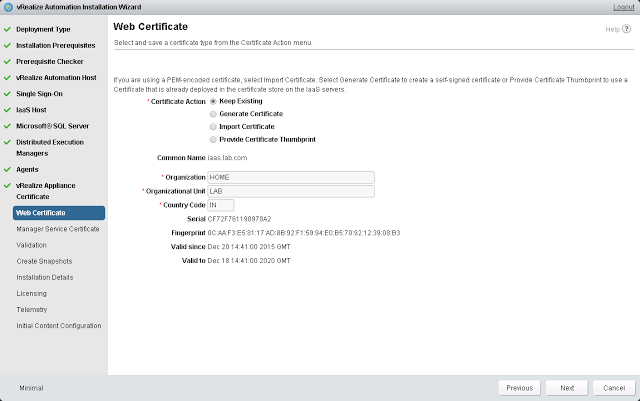 vRealize Automation Installation Wizard
Logout
Deployment Type
Installation Prerequisites
Prerequisite Checker
vRealize Automation Host
Single Sign-On
IaaS Host
Microsoft® SQL Server
Distributed Execution
Managers
Agents
vRealize Appliance
Certificate
Web Certificate
Manager Service Certificate
Validation
Create Snapshots
Installation Details
Licensing
Telemetry
Initial Content Configuration
Web Certificate
Help ?
Select and save a certificate type from the Certificate Action menu.
If you are using a PEM-encoded certificate, select Import Certificate. Select Generate Certificate to create a self-signed certificate or Provide Certificate Thumbprint to use a
Certificate that is already deployed in the certificate store on the IaaS servers.
* Certificate Action Keep Existing
Generate Certificate
Import Certificate
Provide Certificate Thumbprint
Common Name iaas.lab.com
* Organization HOME
* Organizational Unit LAB
* Country Code IN
Serial CF72F781198978A2
Fingerprint 0C:AA:F3:E5:81:17:AD:8B:92:F1:59:94:E0:B5:70:92:12:39:08:B3
Valid since Dec 20 14:41:00 2015 GMT
Valid to Dec 18 14:41:00 2020 GMT
Minimal
Previous
Next
Cancel